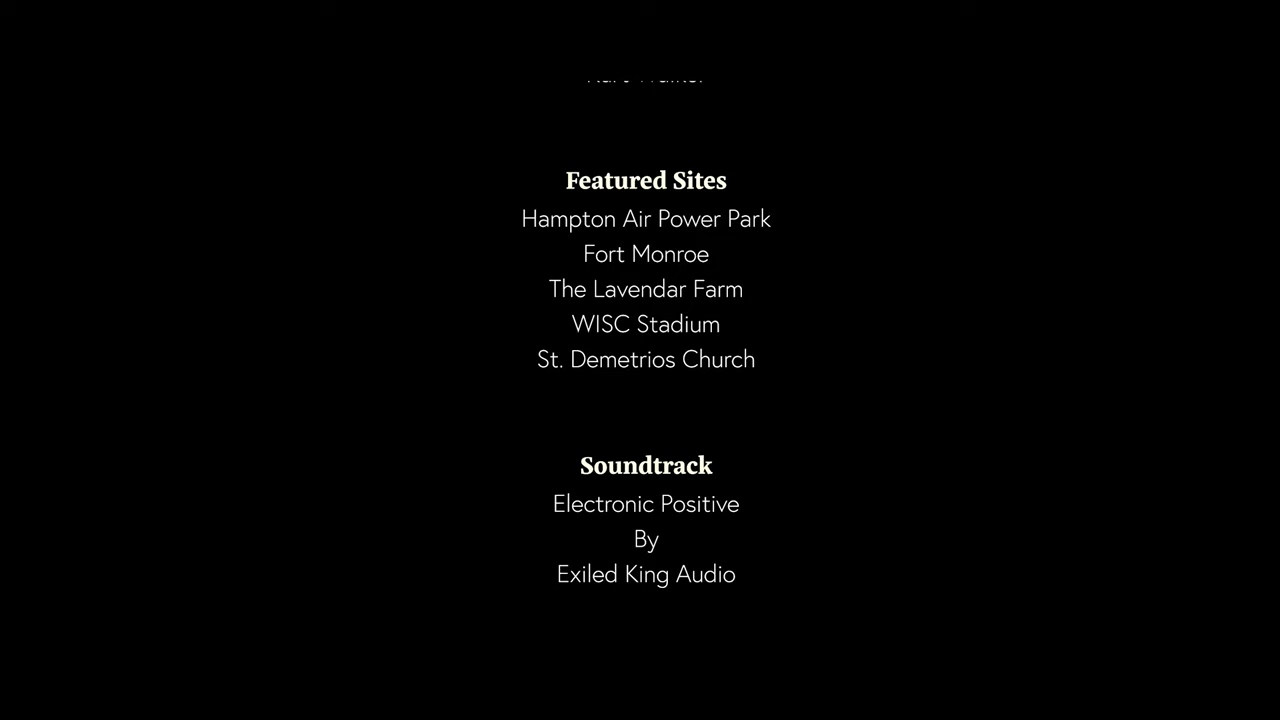 Featured Sites
Hampton Air Power Park
Fort Monroe
The Lavendar Farm
WISC Stadium
St. Demetrios Church
Soundtrack
Electronic Positive
By
Exiled King Audio